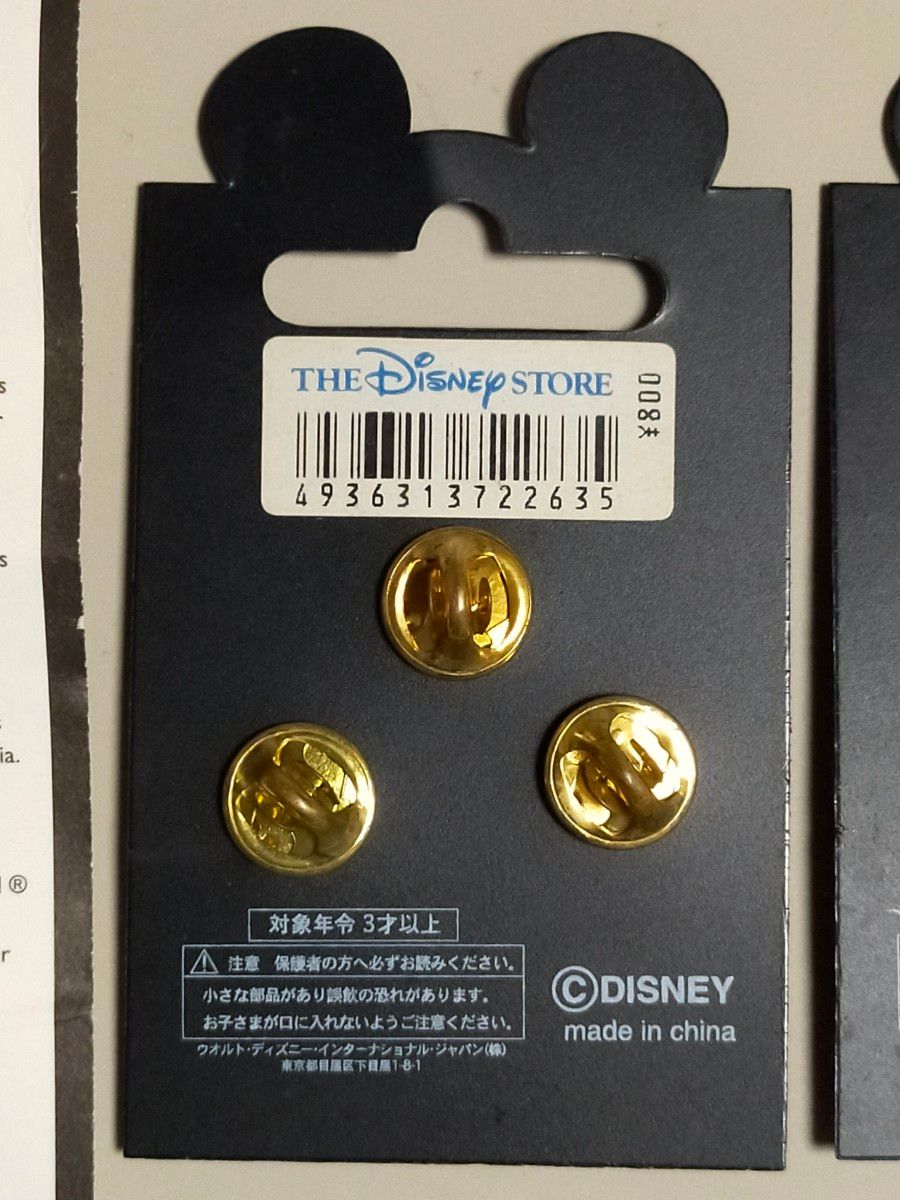 THE DISNEY STORE
¥800
4936313722635
対象年令 3才以上
注意 保護者の方へ必ずお読みください。
小さな部品があり誤飲の恐れがあります。
お子さまが口に入れないようご注意ください。
ウオルト・ディズニー・インターナショナル・ジャパン(株)
東京都目黒区下目黒1-8-1
©DISNEY
made in china
s
s
ia.
®
r